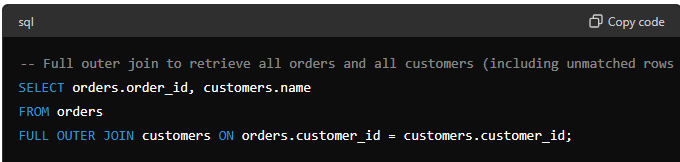 sql
Copy code
-- Full outer join to retrieve all orders and all customers (including unmatched rows
SELECT orders.order_id, customers.name
FROM orders
FULL OUTER JOIN customers ON orders.customer_id = customers.customer_id;